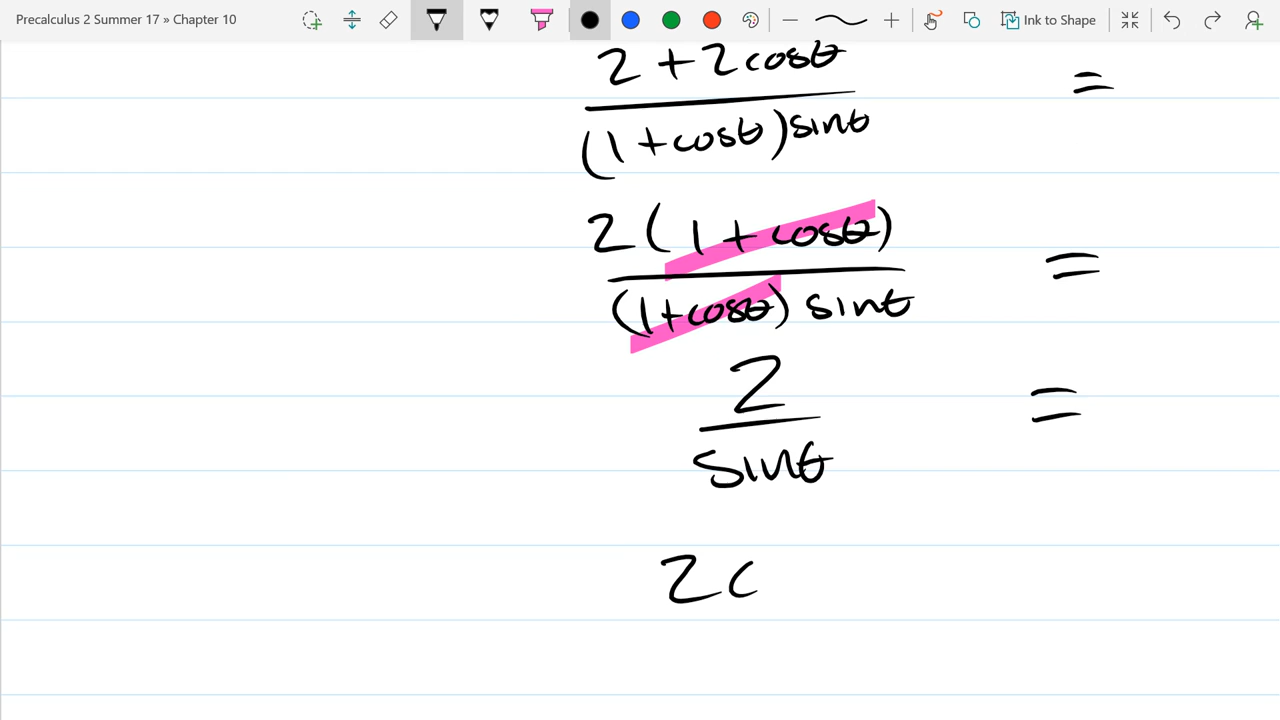 Precalculus 2 Summer 17 » Chapter 10
Ink to Shape
2 + 2cosθ
=
(1+cosθ)sinθ
2(1+cosθ)
=
(1+cosθ) sinθ
2
=
sinθ
2c